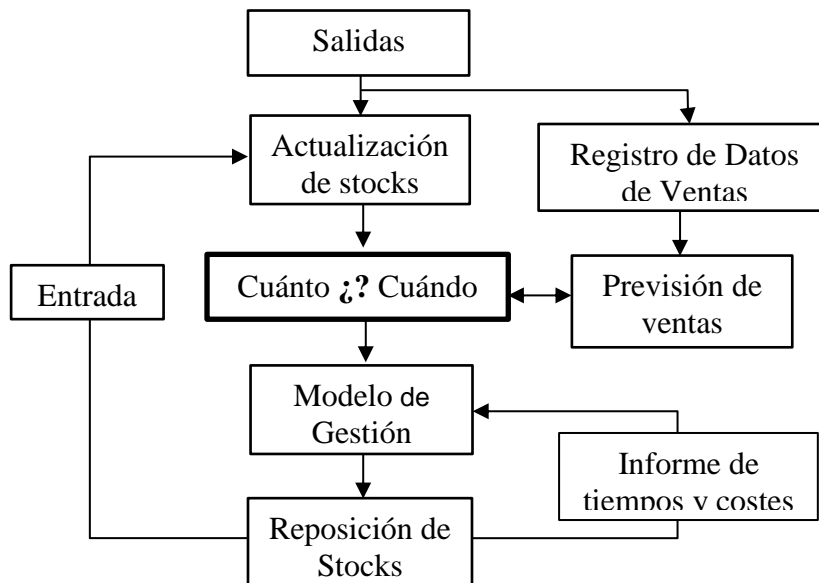 Salidas
Actualización
de stocks
Registro de Datos
de Ventas
Entrada
Cuánto ¿? Cuándo
Previsión de
ventas
Modelo de
Gestión
Informe de
tiempos y costes
Reposición de
Stocks